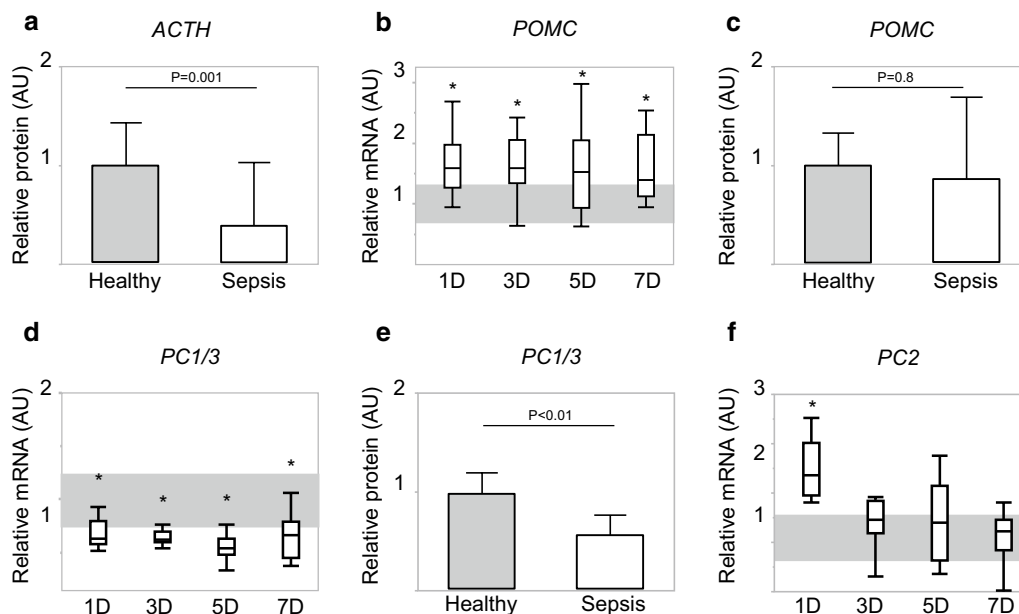 a
ACTH
Relative protein (AU)
2
1
P=0.001
Healthy Sepsis
b
POMC
Relative mRNA (AU)
3
2
1
* * * *
1D 3D 5D 7D
c
POMC
Relative protein (AU)
2
1
P=0.8
Healthy Sepsis
d
PC1/3
Relative mRNA (AU)
2
1
* * * *
1D 3D 5D 7D
e
PC1/3
Relative protein (AU)
2
1
P<0.01
Healthy Sepsis
f
PC2
Relative mRNA (AU)
3
2
1
*
1D 3D 5D 7D